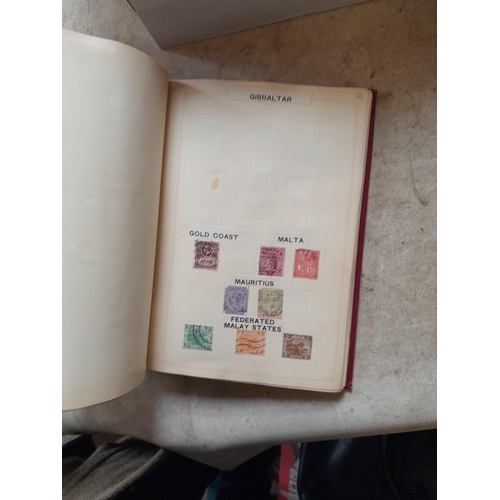 GIBRALTAR
GOLD COAST
MALTA
MAURITIUS
FEDERATED
MALAY STATES